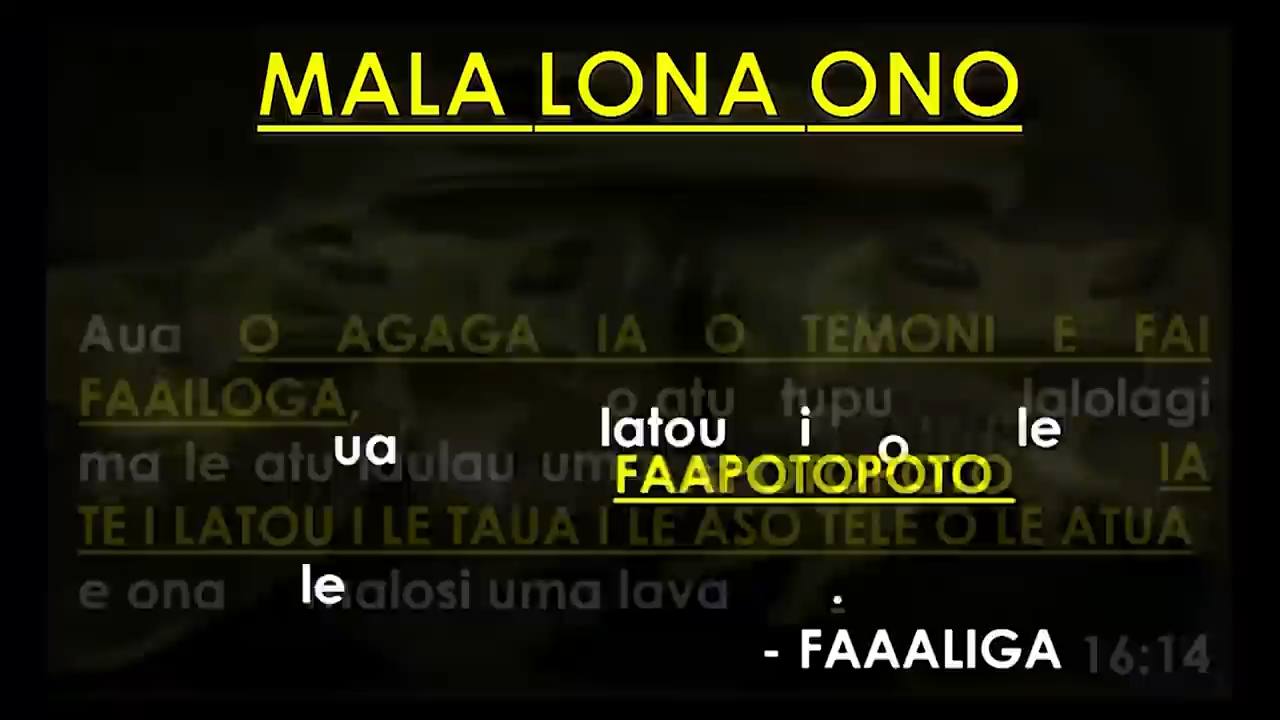 MALA LONA ONO
Aua O AGAGA IA O TEMONI E FAI
FAAILOGA, o atu tupu lalolagi
latou i o le
ma le atu ua laulau FAAPOTOPOTO IA
TE I LATOU I LE TAUA I LE ASO TELE O LE ATUA
e ona le malosi uma lava .
- FAAALIGA 16:14